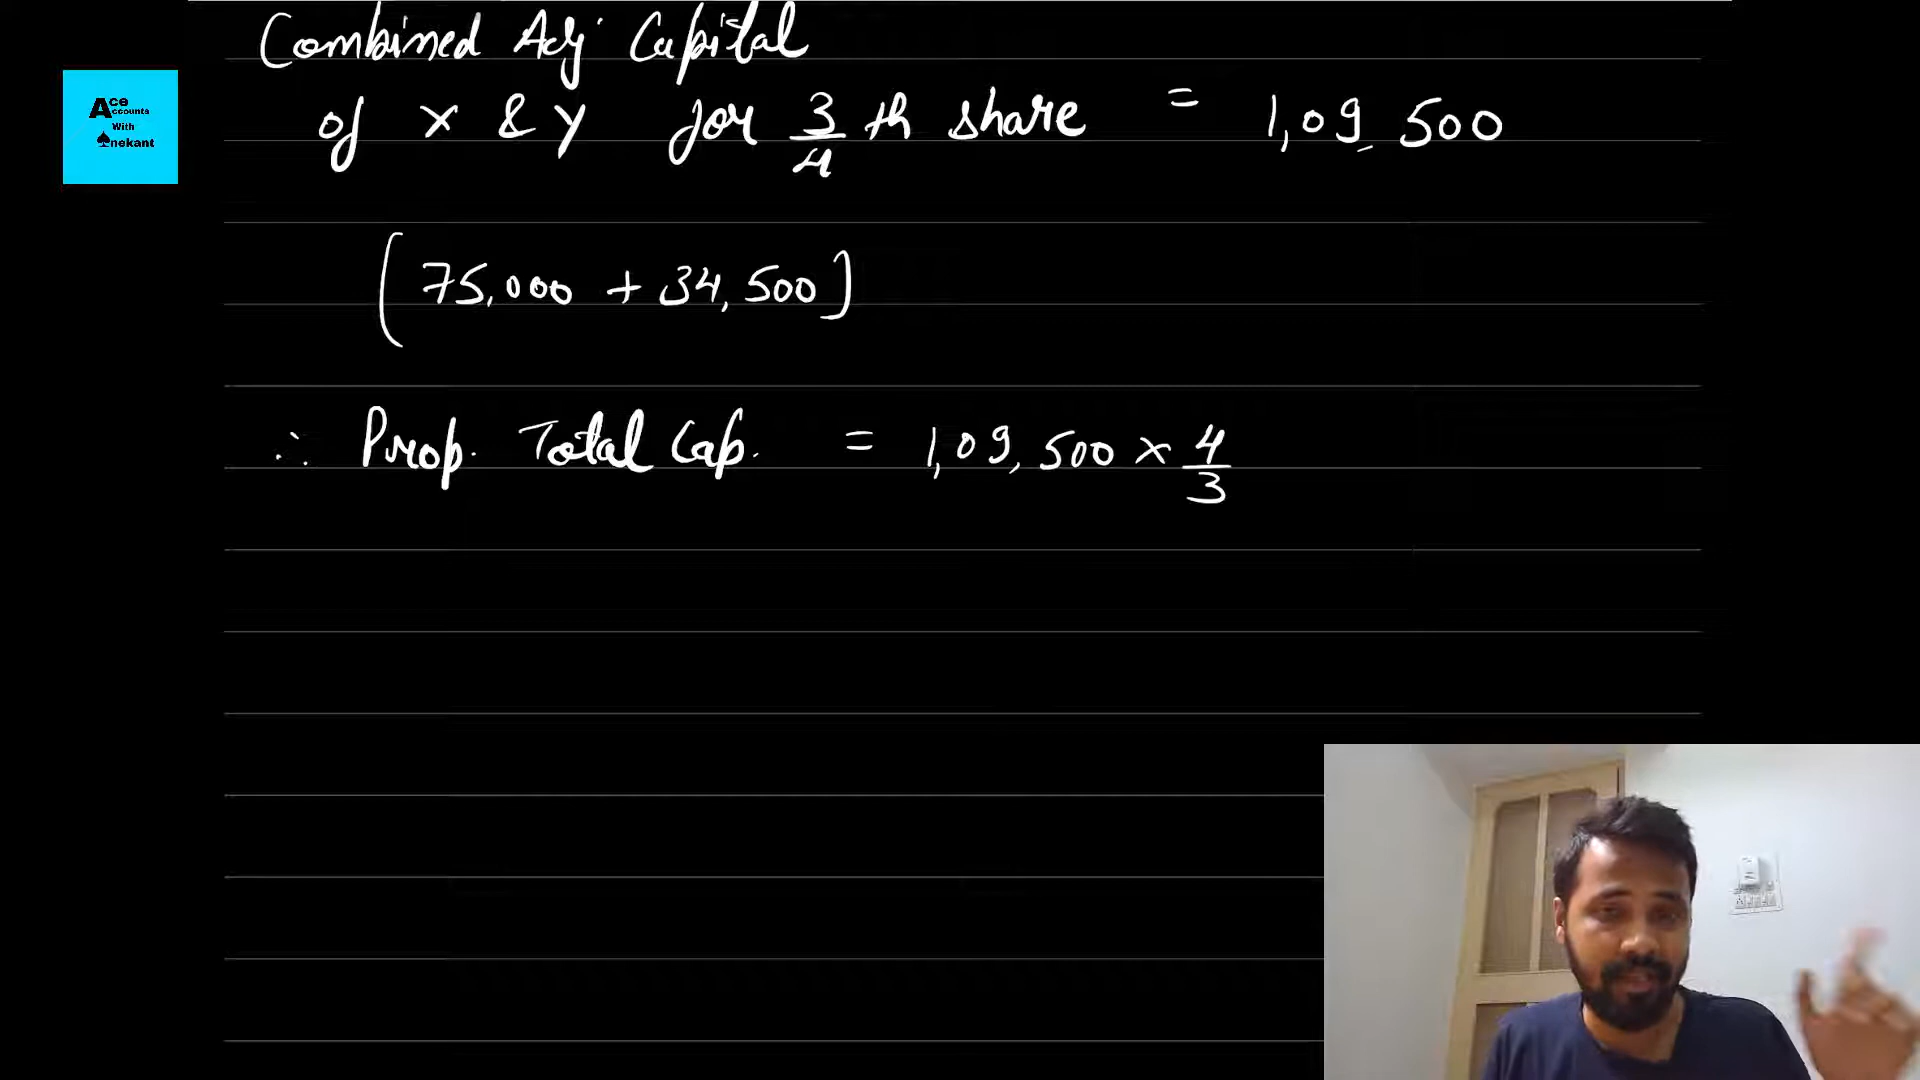 Combined Adj Capital
of X & Y for 3/4 th share = 1,09,500
(75,000 + 34,500)
∴ Prop. Total Cap. = 1,09,500 × 4/3
Ace
Accounts
With
♠nekant